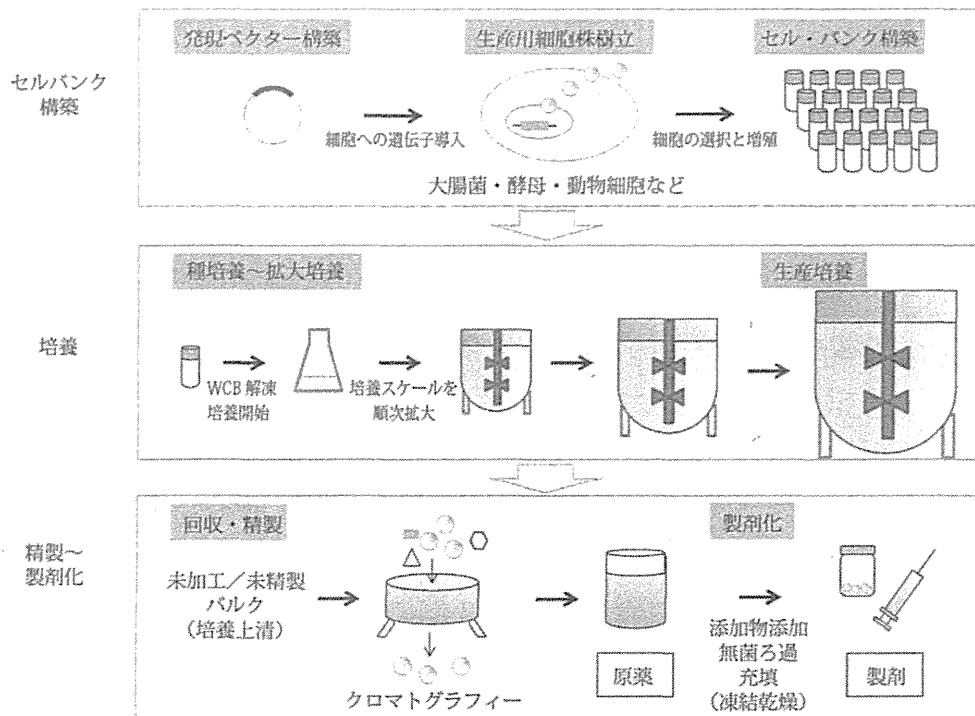 発現ベクター構築
生産用細胞株樹立
セル・バンク構築
セルバンク
構築
細胞への遺伝子導入
細胞の選択と増殖
大腸菌・酵母・動物細胞など
種培養～拡大培養
生産培養
培養
WCB 解凍
培養開始
培養スケールを
順次拡大
回収・精製
製剤化
精製～
製剤化
未加工／未精製
バルク
（培養上清）
クロマトグラフィー
原薬
添加物添加
無菌ろ過
充填
（凍結乾燥）
製剤